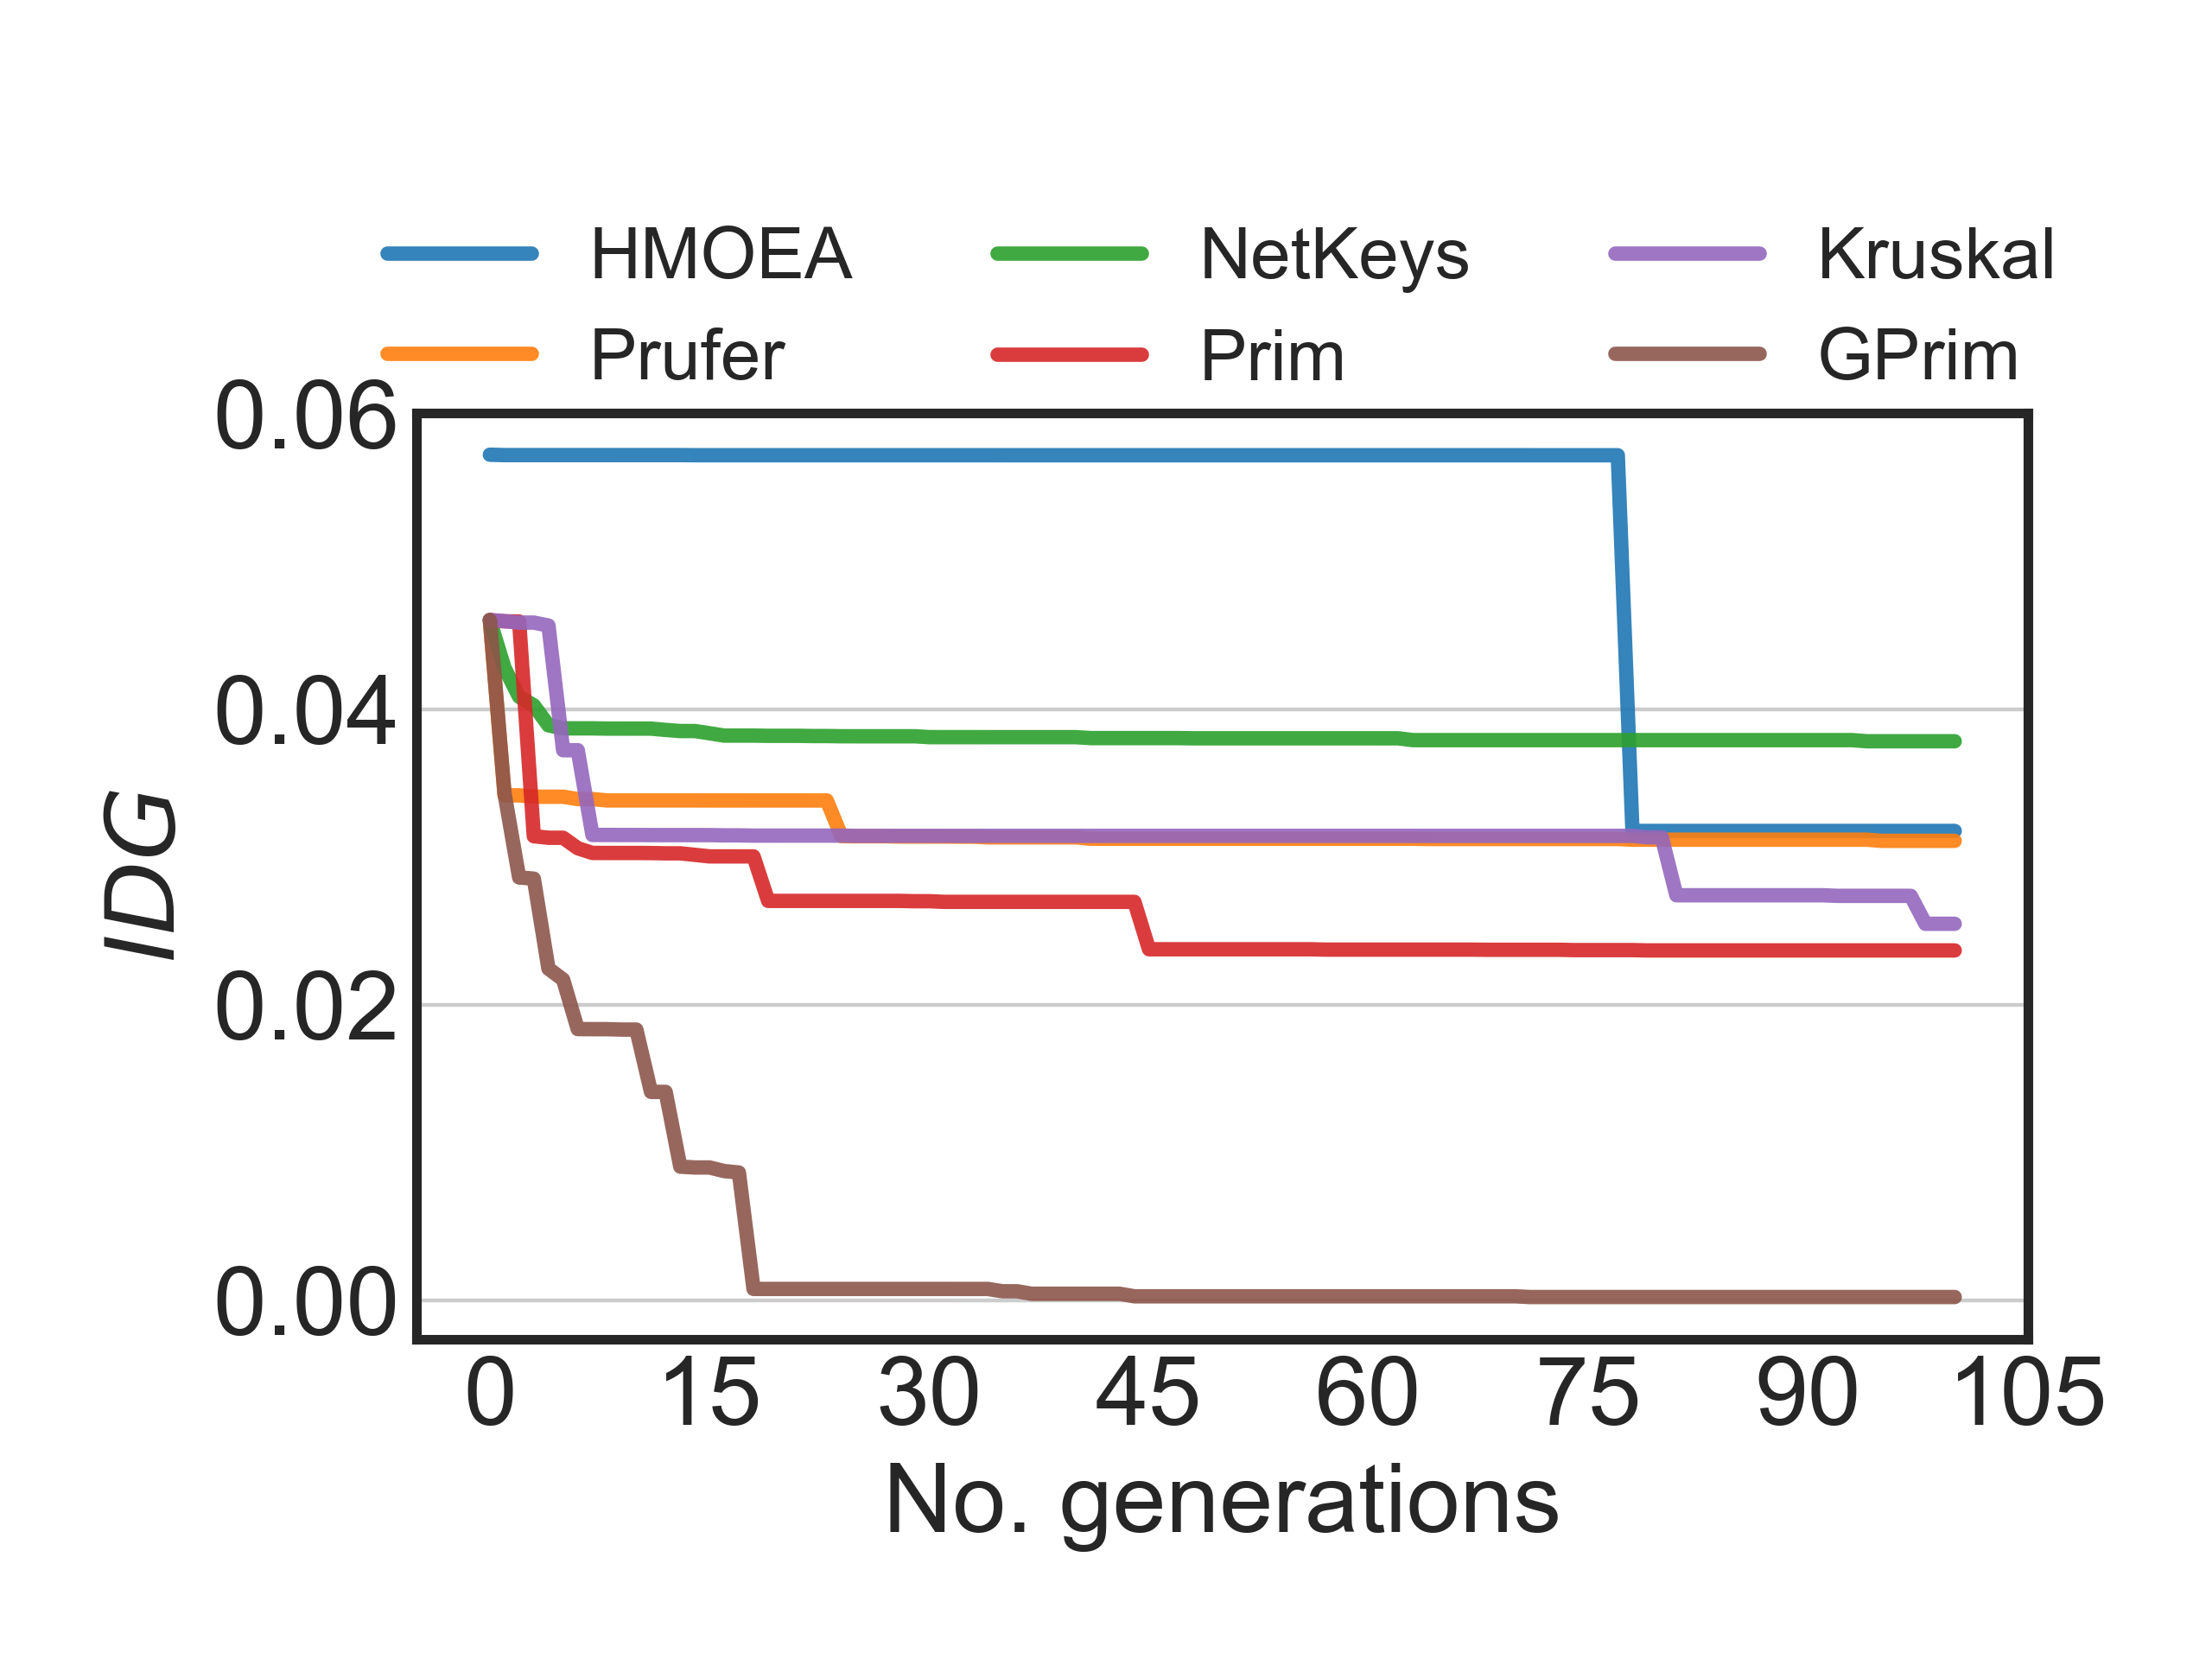 HMOEA NetKeys Kruskal
Prufer Prim GPrim
0.06
0.04
0.02
0.00
IDG
0 15 30 45 60 75 90 105
No. generations